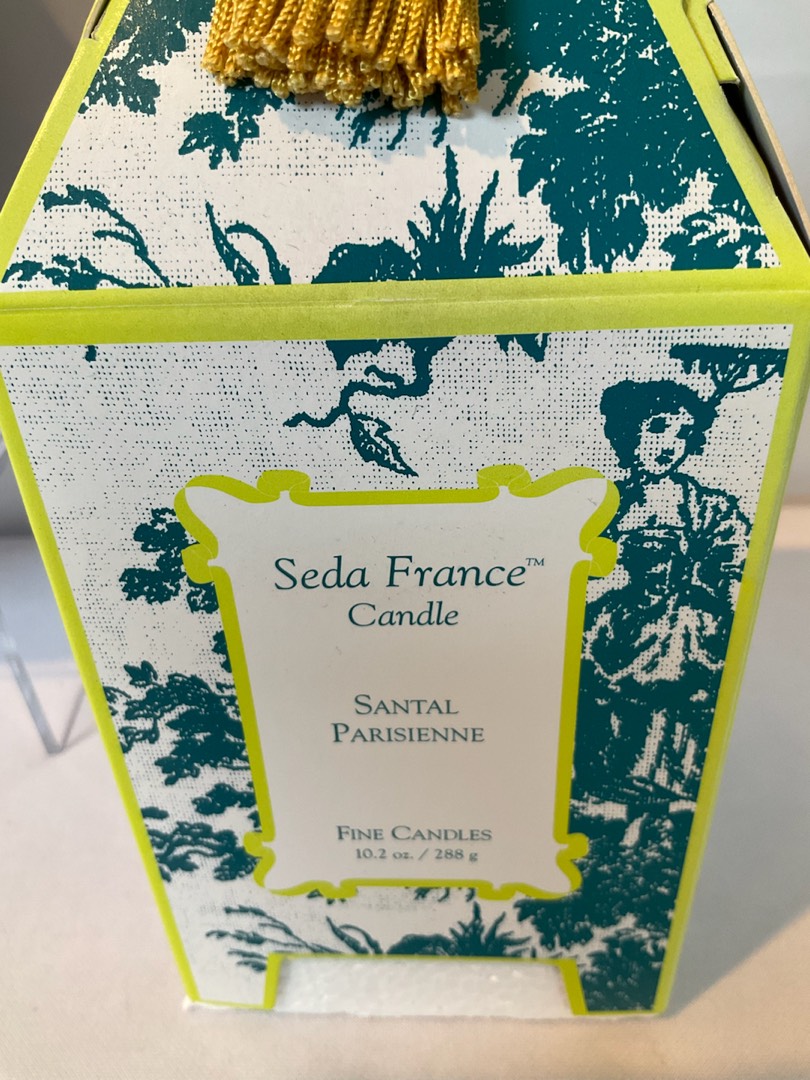 Seda France™
Candle
SANTAL
PARISIENNE
FINE CANDLES
10.2 oz. / 288 g